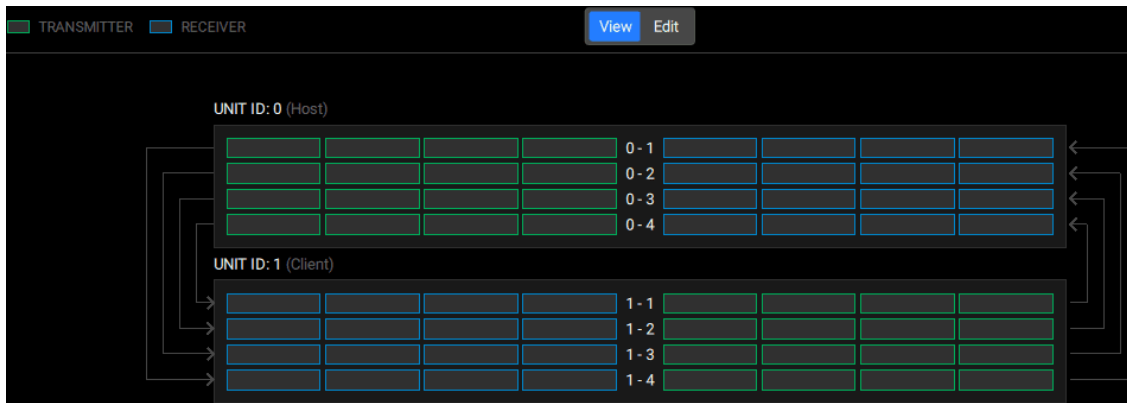 TRANSMITTER RECEIVER View Edit
UNIT ID: 0 (Host)
0 - 1
0 - 2
0 - 3
0 - 4
UNIT ID: 1 (Client)
1 - 1
1 - 2
1 - 3
1 - 4